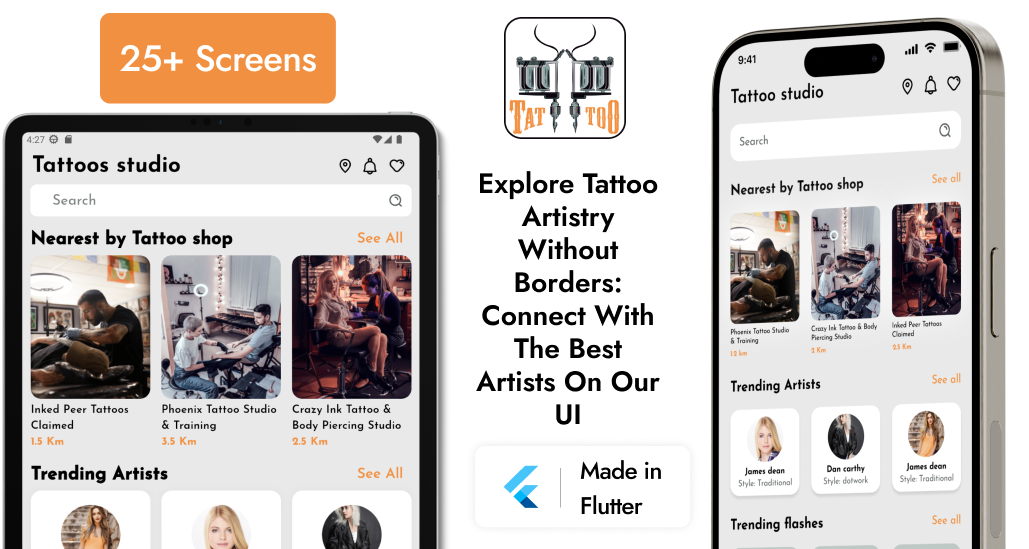 25+ Screens
4:27
Tattoos studio
Search
Nearest by Tattoo shop
See All
Inked Peer Tattoos
Claimed
1.5 Km
Phoenix Tattoo Studio
& Training
3.5 Km
Crazy Ink Tattoo &
Body Piercing Studio
2.5 Km
Trending Artists
See All
TATTOO
Explore Tattoo
Artistry
Without
Borders:
Connect With
The Best
Artists On Our
UI
Made in
Flutter
9:41
Tattoo studio
Search
Nearest by Tattoo shop
See all
Phoenix Tattoo Studio
& Training
1.2 km
Crazy Ink Tattoo & Body
Piercing Studio
2 Km
Inked Peer Tattoos
Claimed
2.5 Km
Trending Artists
See all
James dean
Style: Traditional
Dan carthy
Style: dotwork
James dean
Style: Traditional
Trending flashes
See all